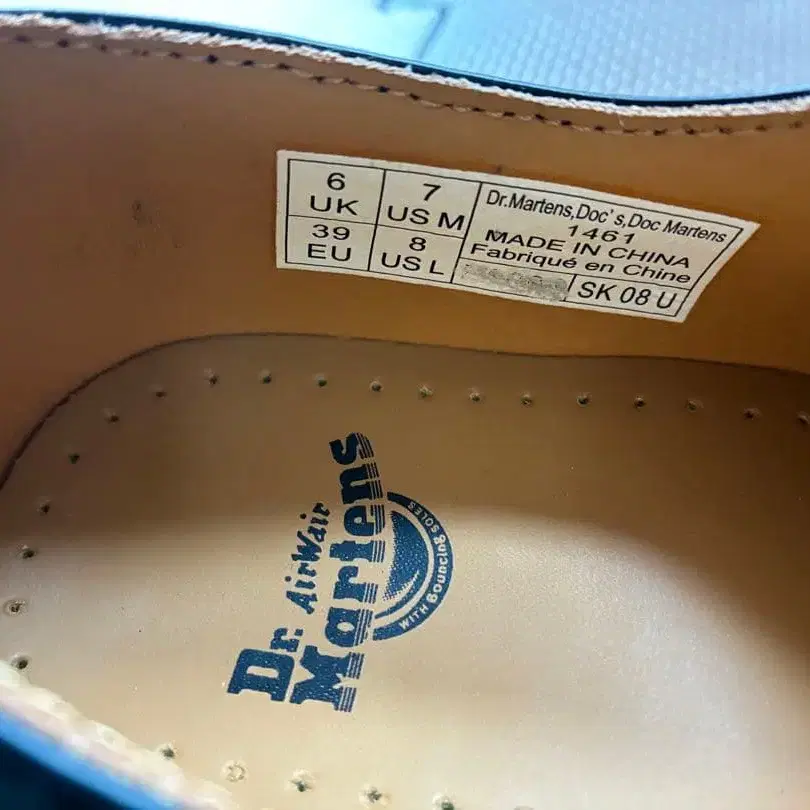 6
UK
7
US M
39
EU
8
US L
Dr.Martens,Doc's,Doc Martens
1461
MADE IN CHINA
Fabriqué en Chine
SK 08 U
Dr. AirWair
Martens
WITH Bouncing SOLES